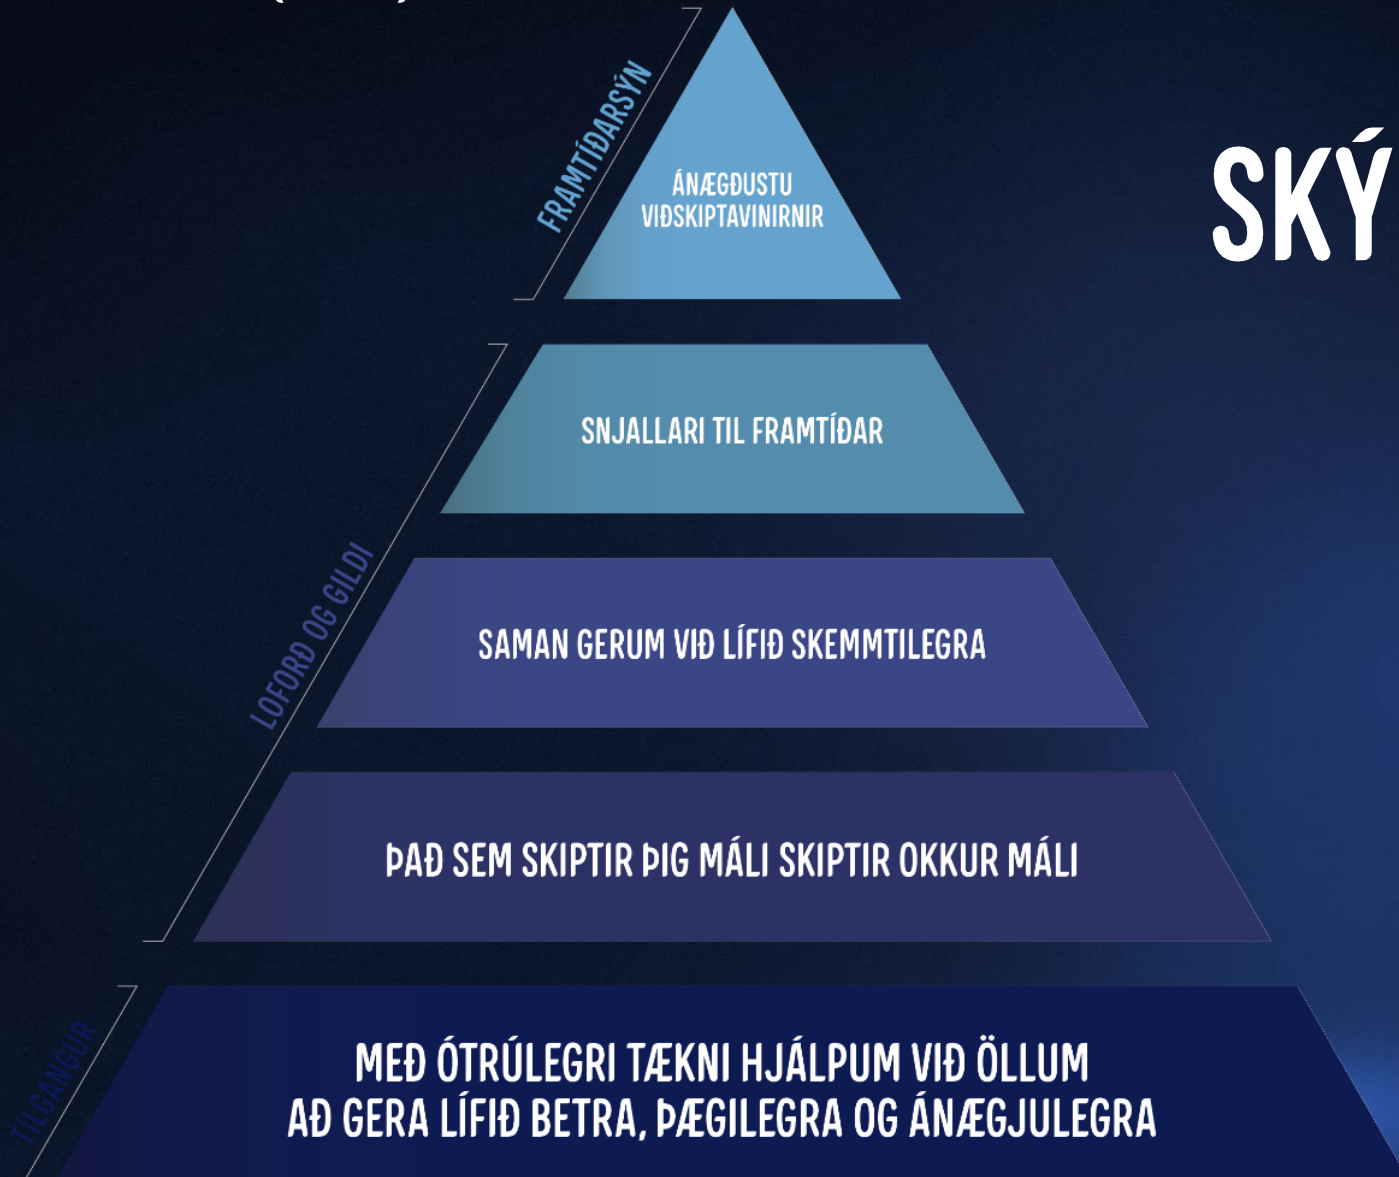 FRAMTÍÐARSÝN
ÁNÆGÐUSTU
VIÐSKIPTAVINIRNIR
SKÝ
SNJALLARI TIL FRAMTÍÐAR
LOFORÐ OG GILDI
SAMAN GERUM VIÐ LÍFIÐ SKEMMTILEGRA
ÞAÐ SEM SKIPTIR ÞIG MÁLI SKIPTIR OKKUR MÁLI
TILGANGUR
MEÐ ÓTRÚLEGRI TÆKNI HJÁLPUM VIÐ ÖLLUM
AÐ GERA LÍFIÐ BETRA, ÞÆGILEGRA OG ÁNÆGJULEGRA